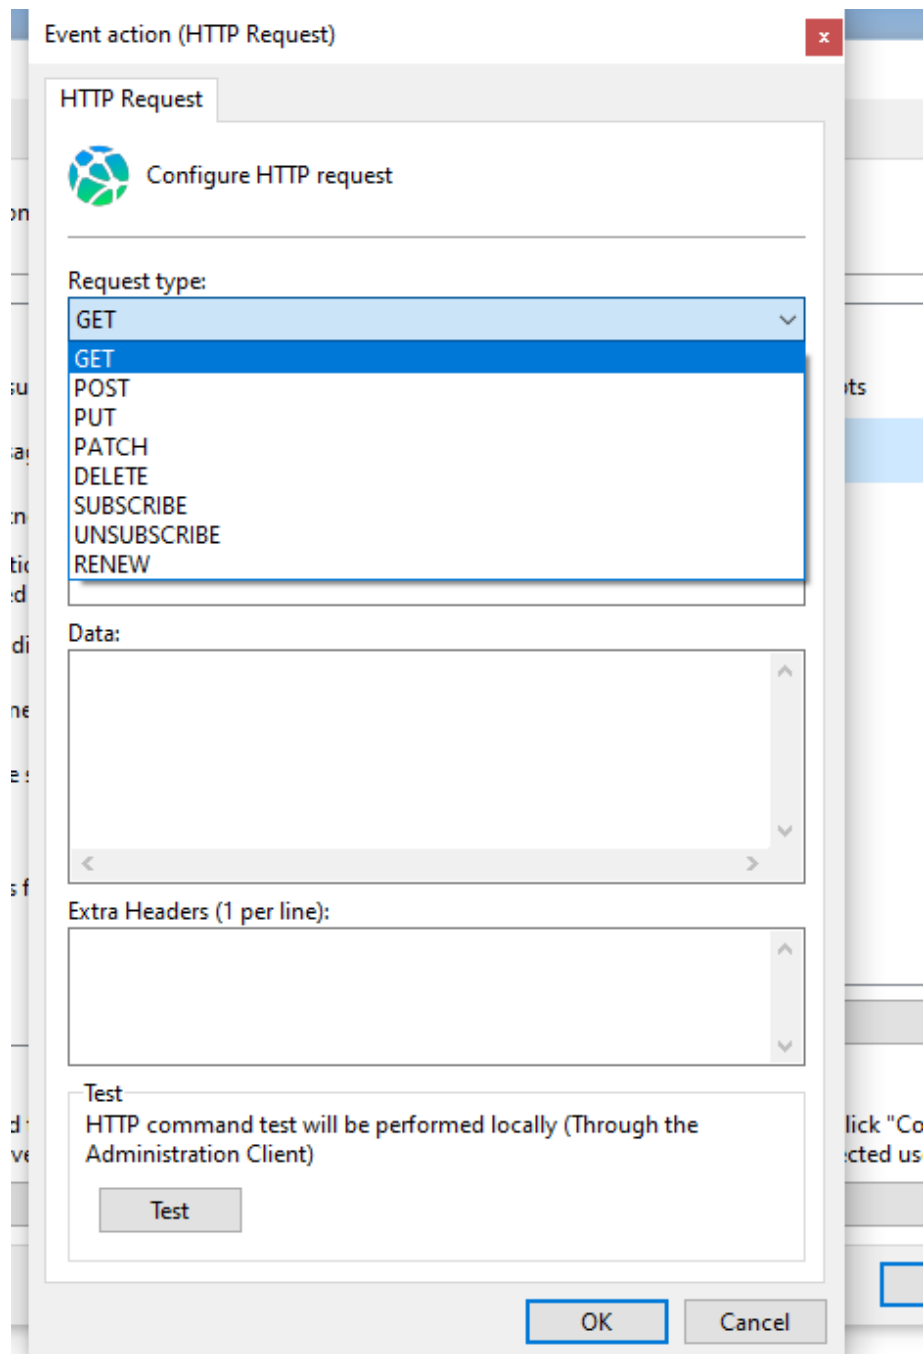 Event action (HTTP Request)
x
HTTP Request
Configure HTTP request
Request type:
GET
GET
POST
PUT
PATCH
DELETE
SUBSCRIBE
UNSUBSCRIBE
RENEW
Data:
Extra Headers (1 per line):
Test
HTTP command test will be performed locally (Through the
Administration Client)
Test
OK
Cancel